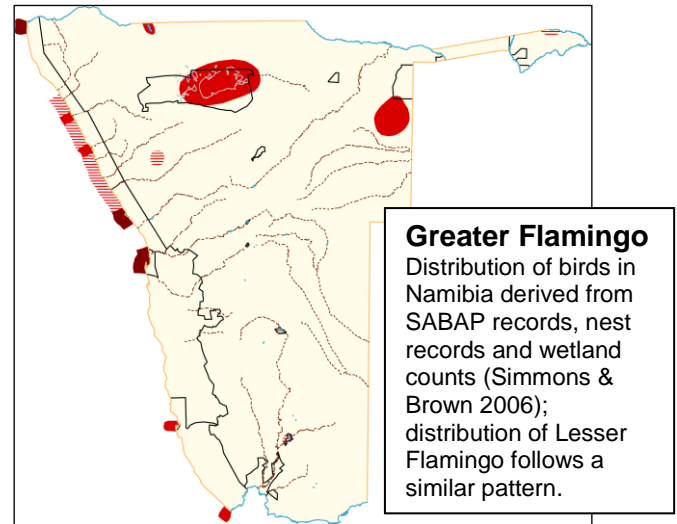 Greater Flamingo
Distribution of birds in
Namibia derived from
SABAP records, nest
records and wetland
counts (Simmons &
Brown 2006);
distribution of Lesser
Flamingo follows a
similar pattern.